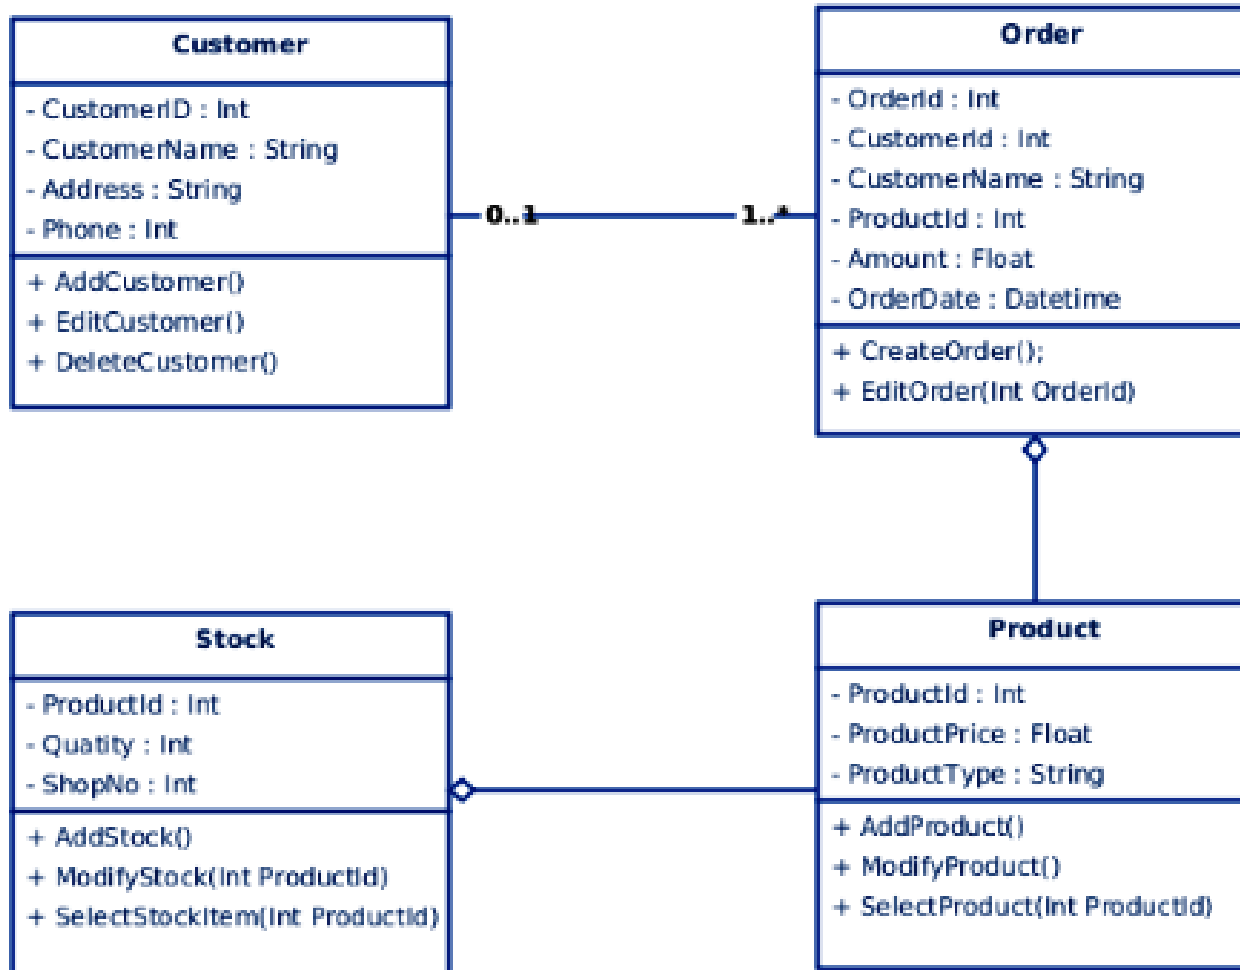 Customer
- CustomerID : Int
- CustomerName : String
- Address : String
- Phone : Int
+ AddCustomer()
+ EditCustomer()
+ DeleteCustomer()
0..1
1..*
Order
- OrderId : Int
- CustomerId : Int
- CustomerName : String
- ProductId : Int
- Amount : Float
- OrderDate : Datetime
+ CreateOrder();
+ EditOrder(Int OrderId)
Stock
- ProductId : Int
- Quatity : Int
- ShopNo : Int
+ AddStock()
+ ModifyStock(Int ProductId)
+ SelectStockItem(Int ProductId)
Product
- ProductId : Int
- ProductPrice : Float
- ProductType : String
+ AddProduct()
+ ModifyProduct()
+ SelectProduct(Int ProductId)